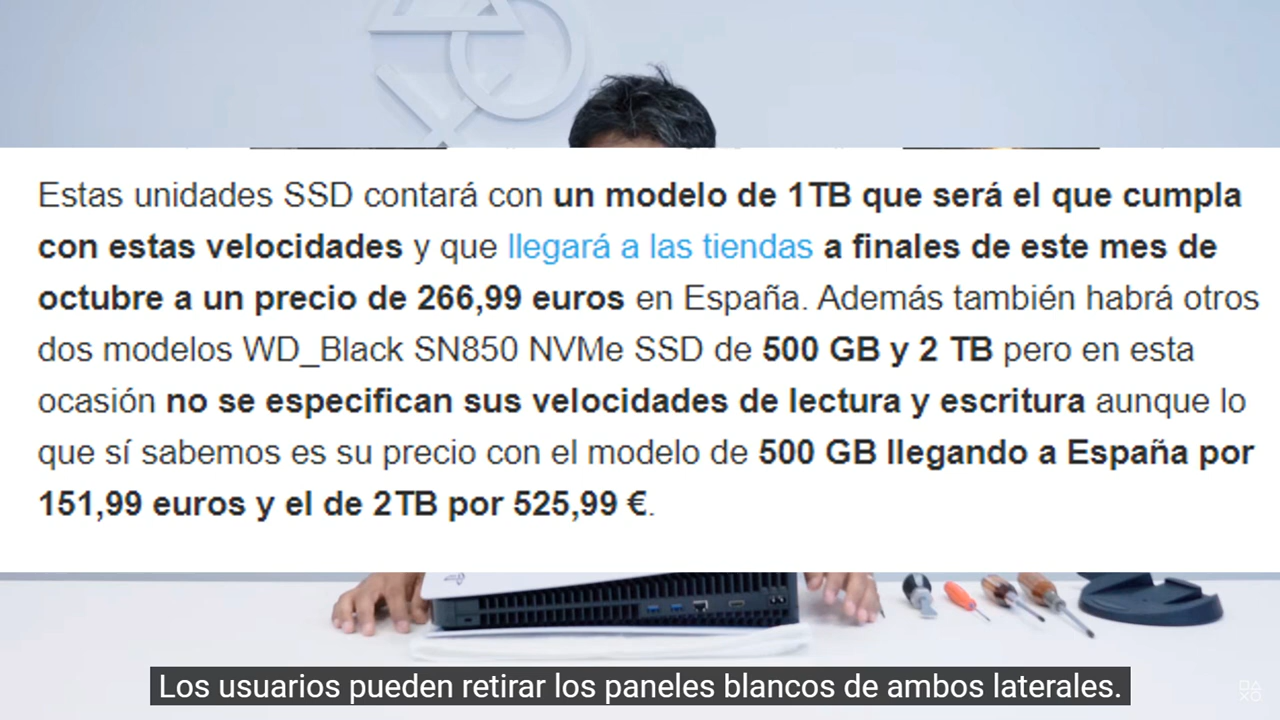 Estas unidades SSD contará con un modelo de 1TB que será el que cumpla
con estas velocidades y que llegará a las tiendas a finales de este mes de
octubre a un precio de 266,99 euros en España. Además también habrá otros
dos modelos WD_Black SN850 NVMe SSD de 500 GB y 2 TB pero en esta
ocasión no se especifican sus velocidades de lectura y escritura aunque lo
que sí sabemos es su precio con el modelo de 500 GB llegando a España por
151,99 euros y el de 2TB por 525,99 €.
Los usuarios pueden retirar los paneles blancos de ambos laterales.